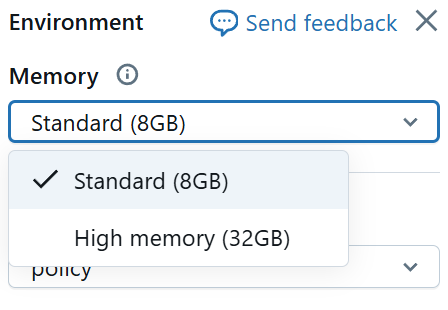 Environment
Send feedback
Memory
Standard (8GB)
Standard (8GB)
High memory (32GB)
policy